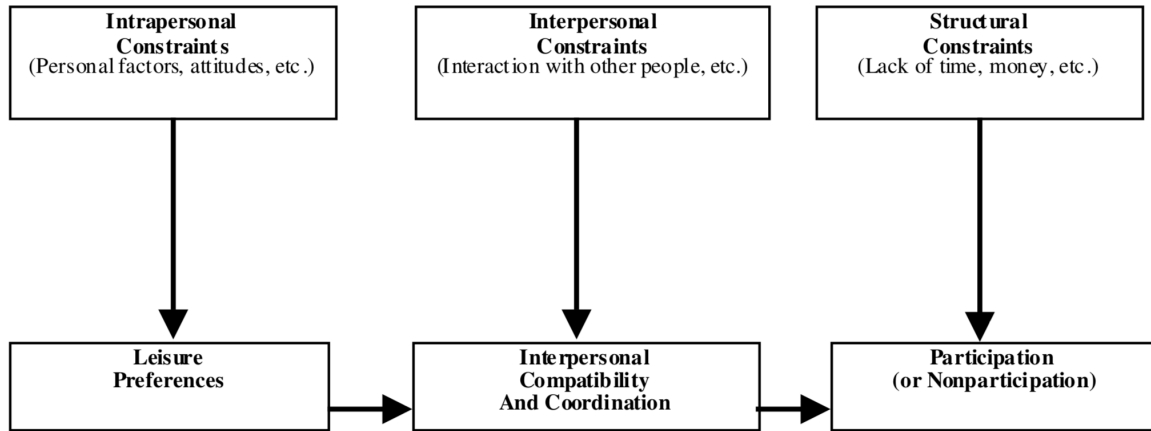 Intrapersonal
Constraints
(Personal factors, attitudes, etc.)
Interpersonal
Constraints
(Interaction with other people, etc.)
Structural
Constraints
(Lack of time, money, etc.)
Leisure
Preferences
Interpersonal
Compatibility
And Coordination
Participation
(or Nonparticipation)